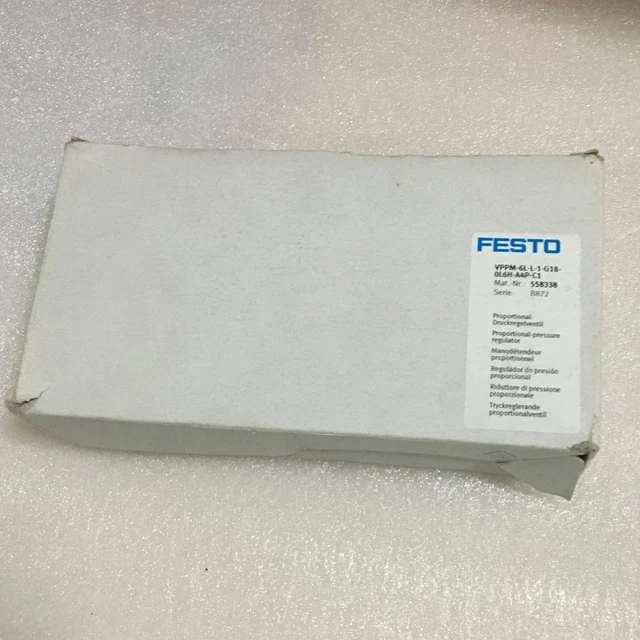 FESTO
VPPM-6L-L-1-G18-
0L6H-A4P-C1
Mat.-Nr.: 558338
Serie: B872
Proportional-
Druckregelventil
Proportional-pressure
regulator
Manodétendeur
proportionnel
Regulador de presión
proporcional
Riduttore di pressione
proporzionale
Tryckreglerande
proportionalventil